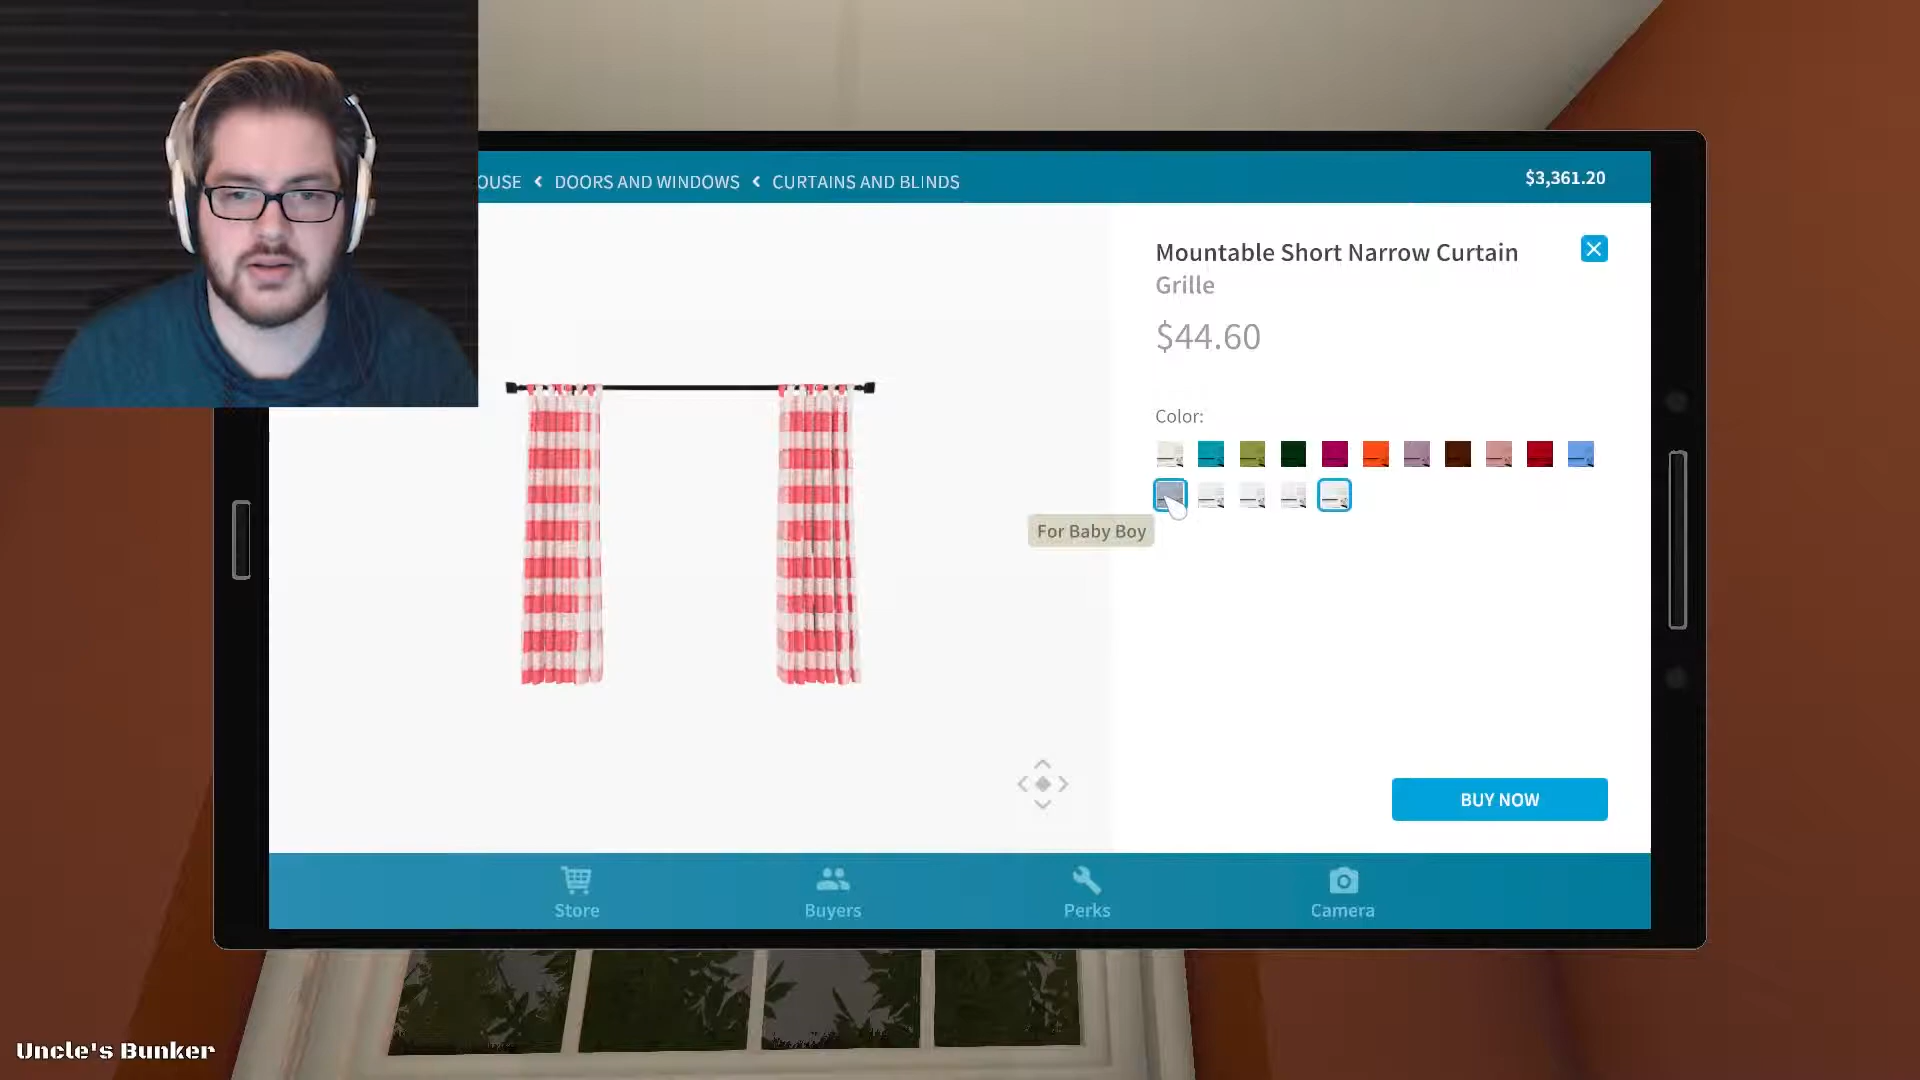 OUSE < DOORS AND WINDOWS < CURTAINS AND BLINDS
$3,361.20
Mountable Short Narrow Curtain
Grille
$44.60
Color:
For Baby Boy
BUY NOW
Store
Buyers
Perks
Camera
Uncle's Bunker